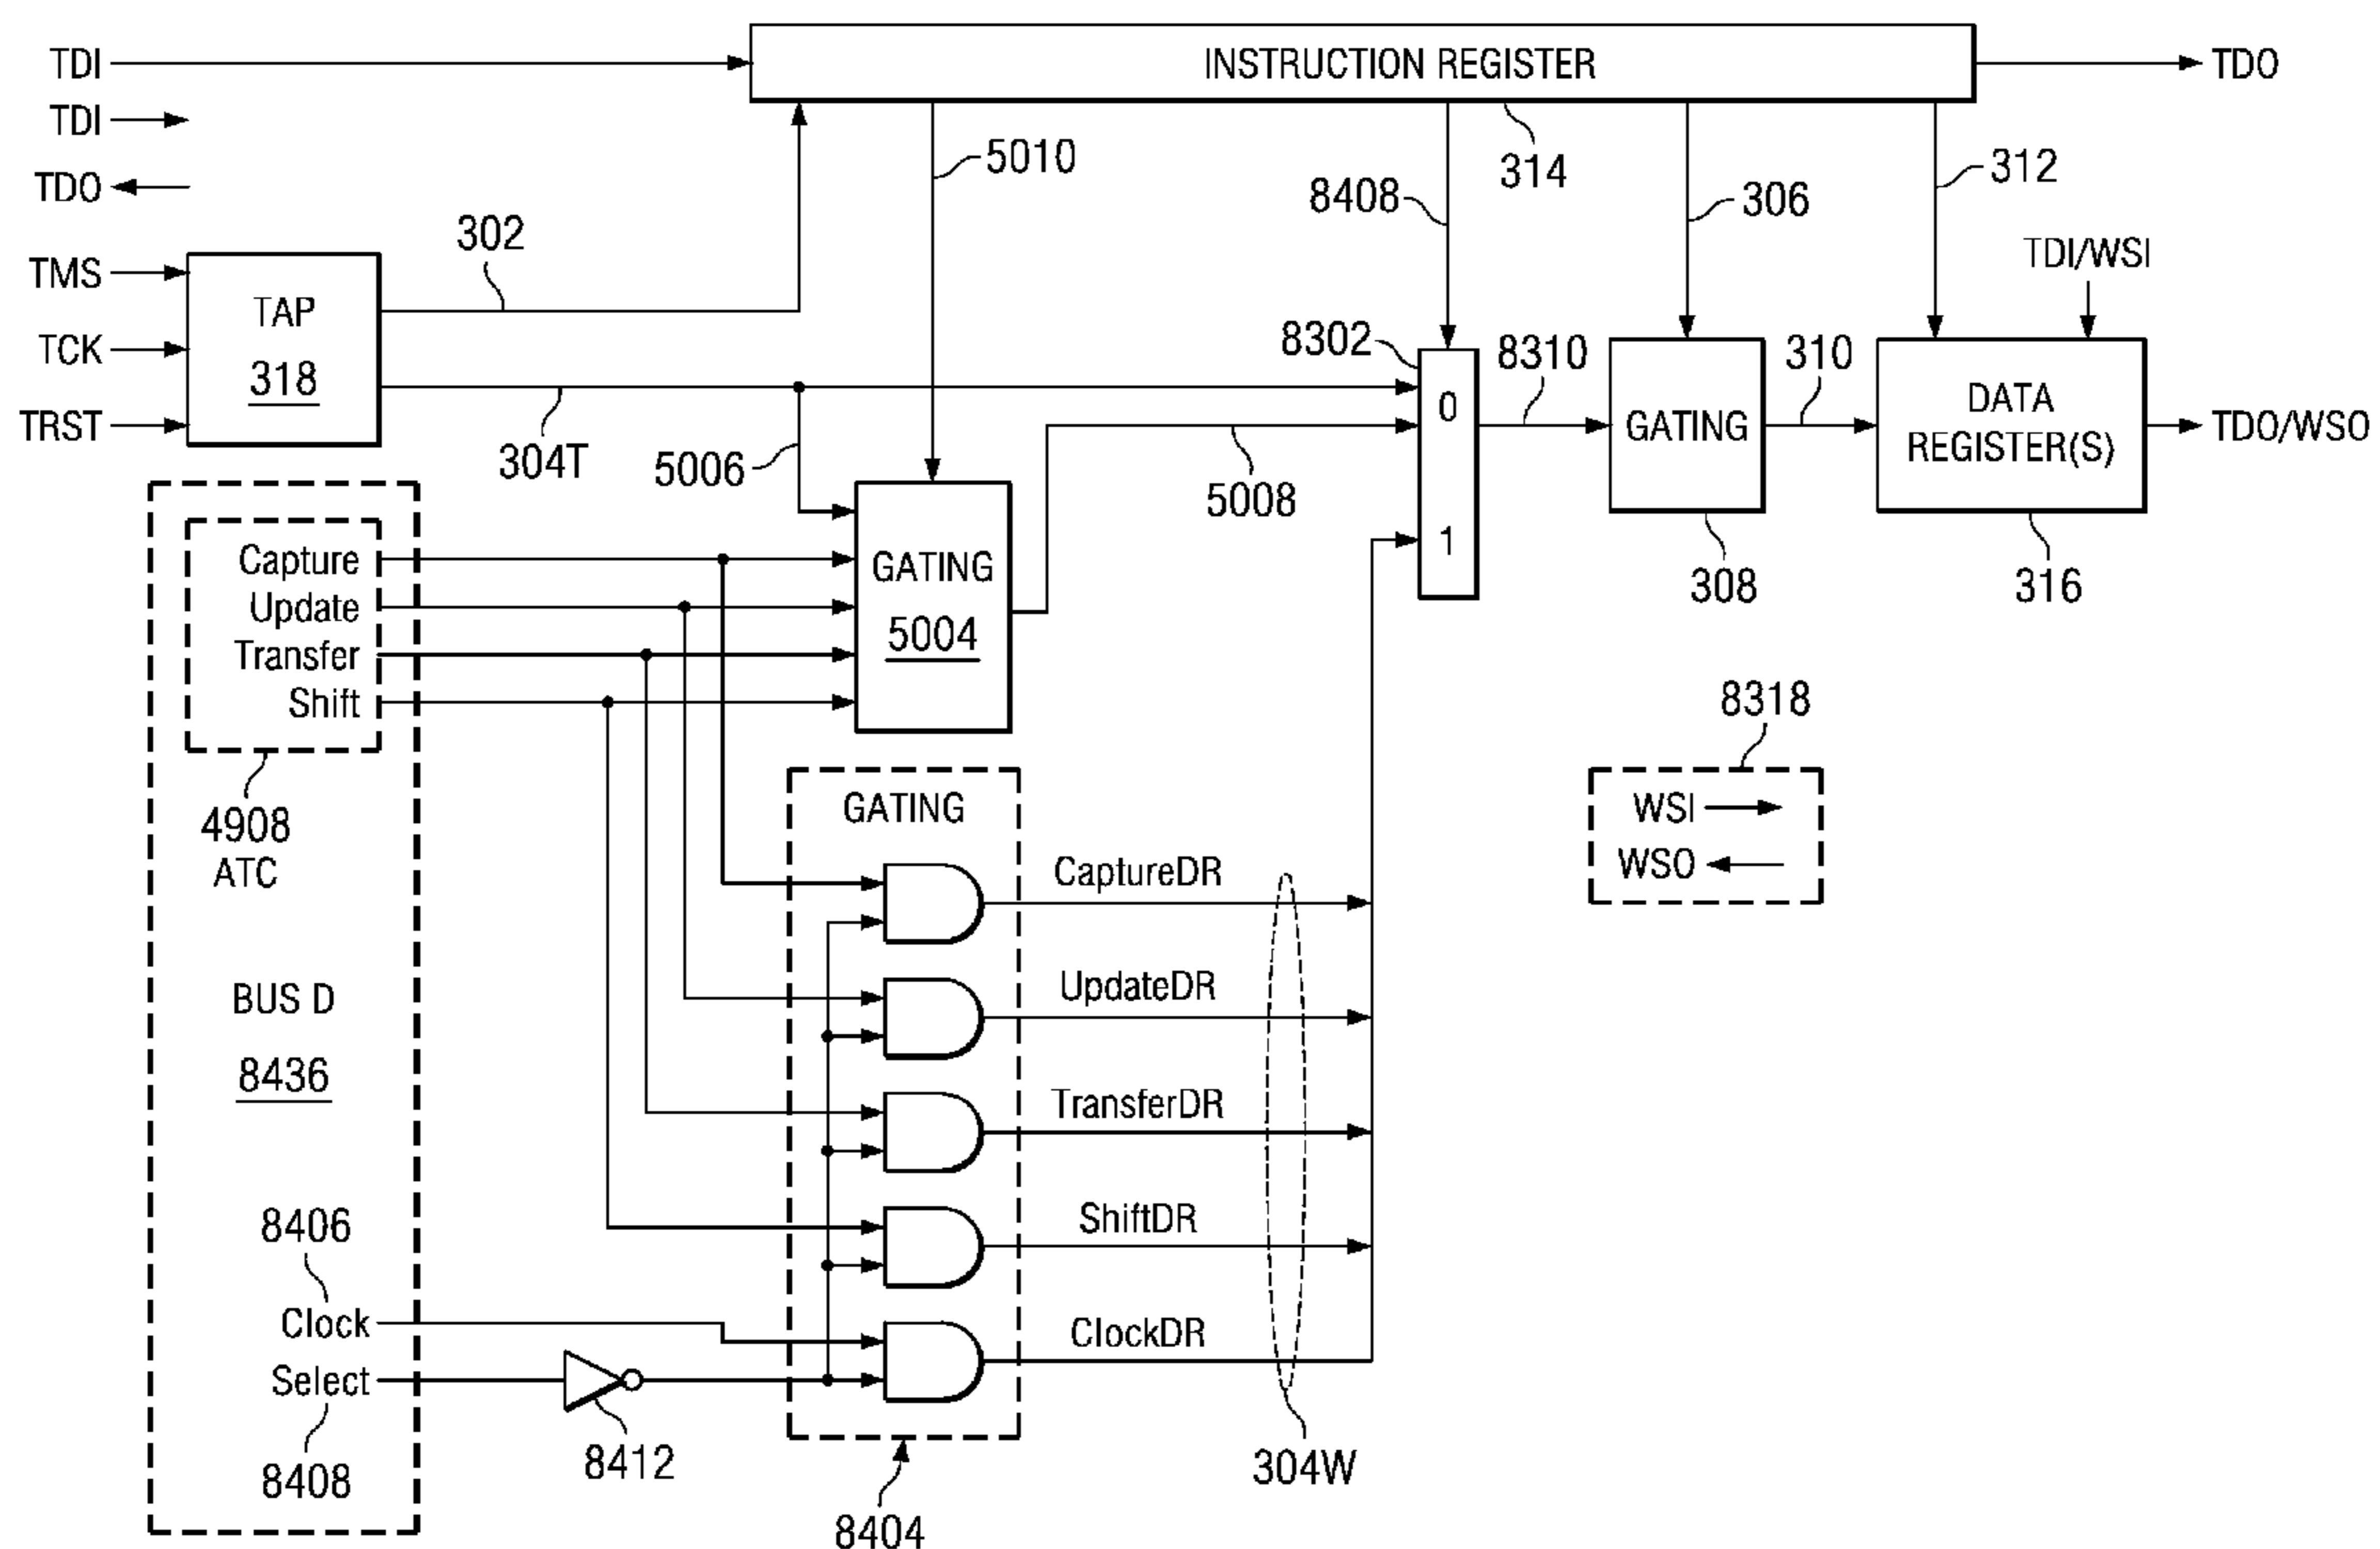 TDI
INSTRUCTION REGISTER
TDO
TDI
5010
314
312
TDO
8408
306
302
TDI/WSI
TMS
TAP
318
8302
8310
310
TCK
0
DATA
REGISTER(S)
GATING
TRST
TDO/WSO
304T
5006
5008
1
Capture
Update
Transfer
Shift
GATING
5004
308
316
8318
4908
ATC
GATING
WSI
WSO
CaptureDR
BUS D
8436
UpdateDR
TransferDR
8406
ShiftDR
Clock
ClockDR
Select
8408
8412
304W
8404